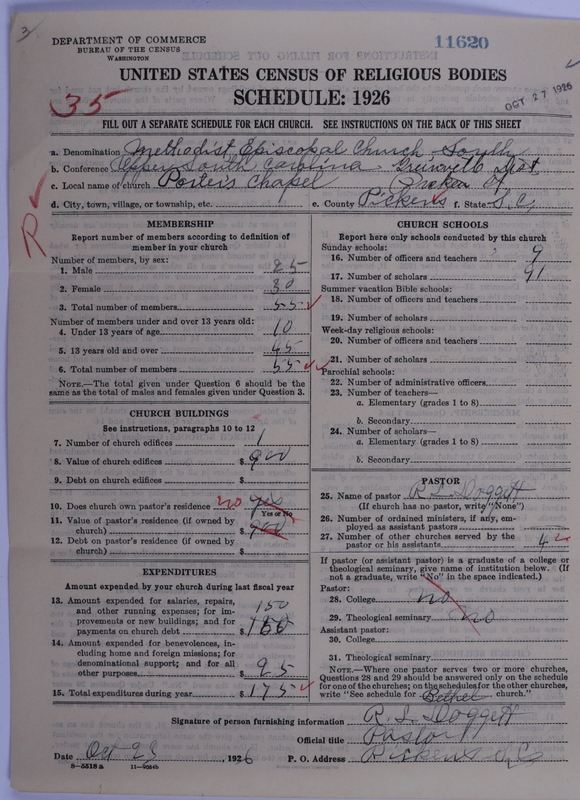 3
DEPARTMENT OF COMMERCE
BUREAU OF THE CENSUS
WASHINGTON
11620
UNITED STATES CENSUS OF RELIGIOUS BODIES
SCHEDULE: 1926
OCT 27 1926
35
FILL OUT A SEPARATE SCHEDULE FOR EACH CHURCH. SEE INSTRUCTIONS ON THE BACK OF THIS SHEET
a. Denomination Methodist Episcopal Church South
b. Conference Upper South Carolina
c. Local name of church Porter's Chapel
d. City, town, village, or township, etc. e. County Pickens f. State S.C.
R
MEMBERSHIP
Report number of members according to definition of member in your church
Number of members, by sex:
1. Male 25
2. Female 30
3. Total number of members 55
Number of members under and over 13 years old:
4. Under 13 years of age 10
5. 13 years old and over 45
6. Total number of members 55
NOTE.—The total given under Question 6 should be the
same as the total of males and females given under Question 3.
CHURCH BUILDINGS
See instructions, paragraphs 10 to 12
7. Number of church edifices 1
8. Value of church edifices $ 900
9. Debt on church edifices $
10. Does church own pastor's residence no yes
Yes or No
11. Value of pastor's residence (if owned by
church) $
12. Debt on pastor's residence (if owned by
church) $
EXPENDITURES
Amount expended by your church during last fiscal year
13. Amount expended for salaries, repairs,
and other running expense; for im-
provements or new buildings; and for
payments on church debt $ 150
14. Amount expended for benevolences, in-
cluding home and foreign missions; for
denominational support; and for all
other purposes $ 25
15. Total expenditures during year $ 175
CHURCH SCHOOLS
Report here only schools conducted by this church
Sunday schools:
16. Number of officers and teachers 9
17. Number of scholars 91
Summer vacation Bible schools:
18. Number of officers and teachers
19. Number of scholars
Week-day religious schools:
20. Number of officers and teachers
21. Number of scholars
Parochial schools:
22. Number of administrative officers
23. Number of teachers—
a. Elementary (grades 1 to 8)
b. Secondary
24. Number of scholars—
a. Elementary (grades 1 to 8)
b. Secondary
PASTOR
25. Name of pastor R. L. Doggett
(If church has no pastor, write "None")
26. Number of ordained ministers, if any, em-
ployed as assistant pastors
27. Number of other churches served by the
pastor or his assistants 4
If pastor (or assistant pastor) is a graduate of a college or
theological seminary, give name of institution below. (If
not a graduate, write "No" in the space indicated.)
Pastor:
28. College no
29. Theological seminary no
Assistant pastor:
30. College
31. Theological seminary
NOTE.—Where one pastor serves two or more churches,
Questions 28 and 29 should be answered only on the schedule
for one of the churches; on the schedules for the other churches,
write "See schedule for Bethel church."
Signature of person furnishing information R. L. Doggett
Official title Pastor
Date Oct 23, 1926 P. O. Address Pickens S.C
8—5518 a 11—9054b